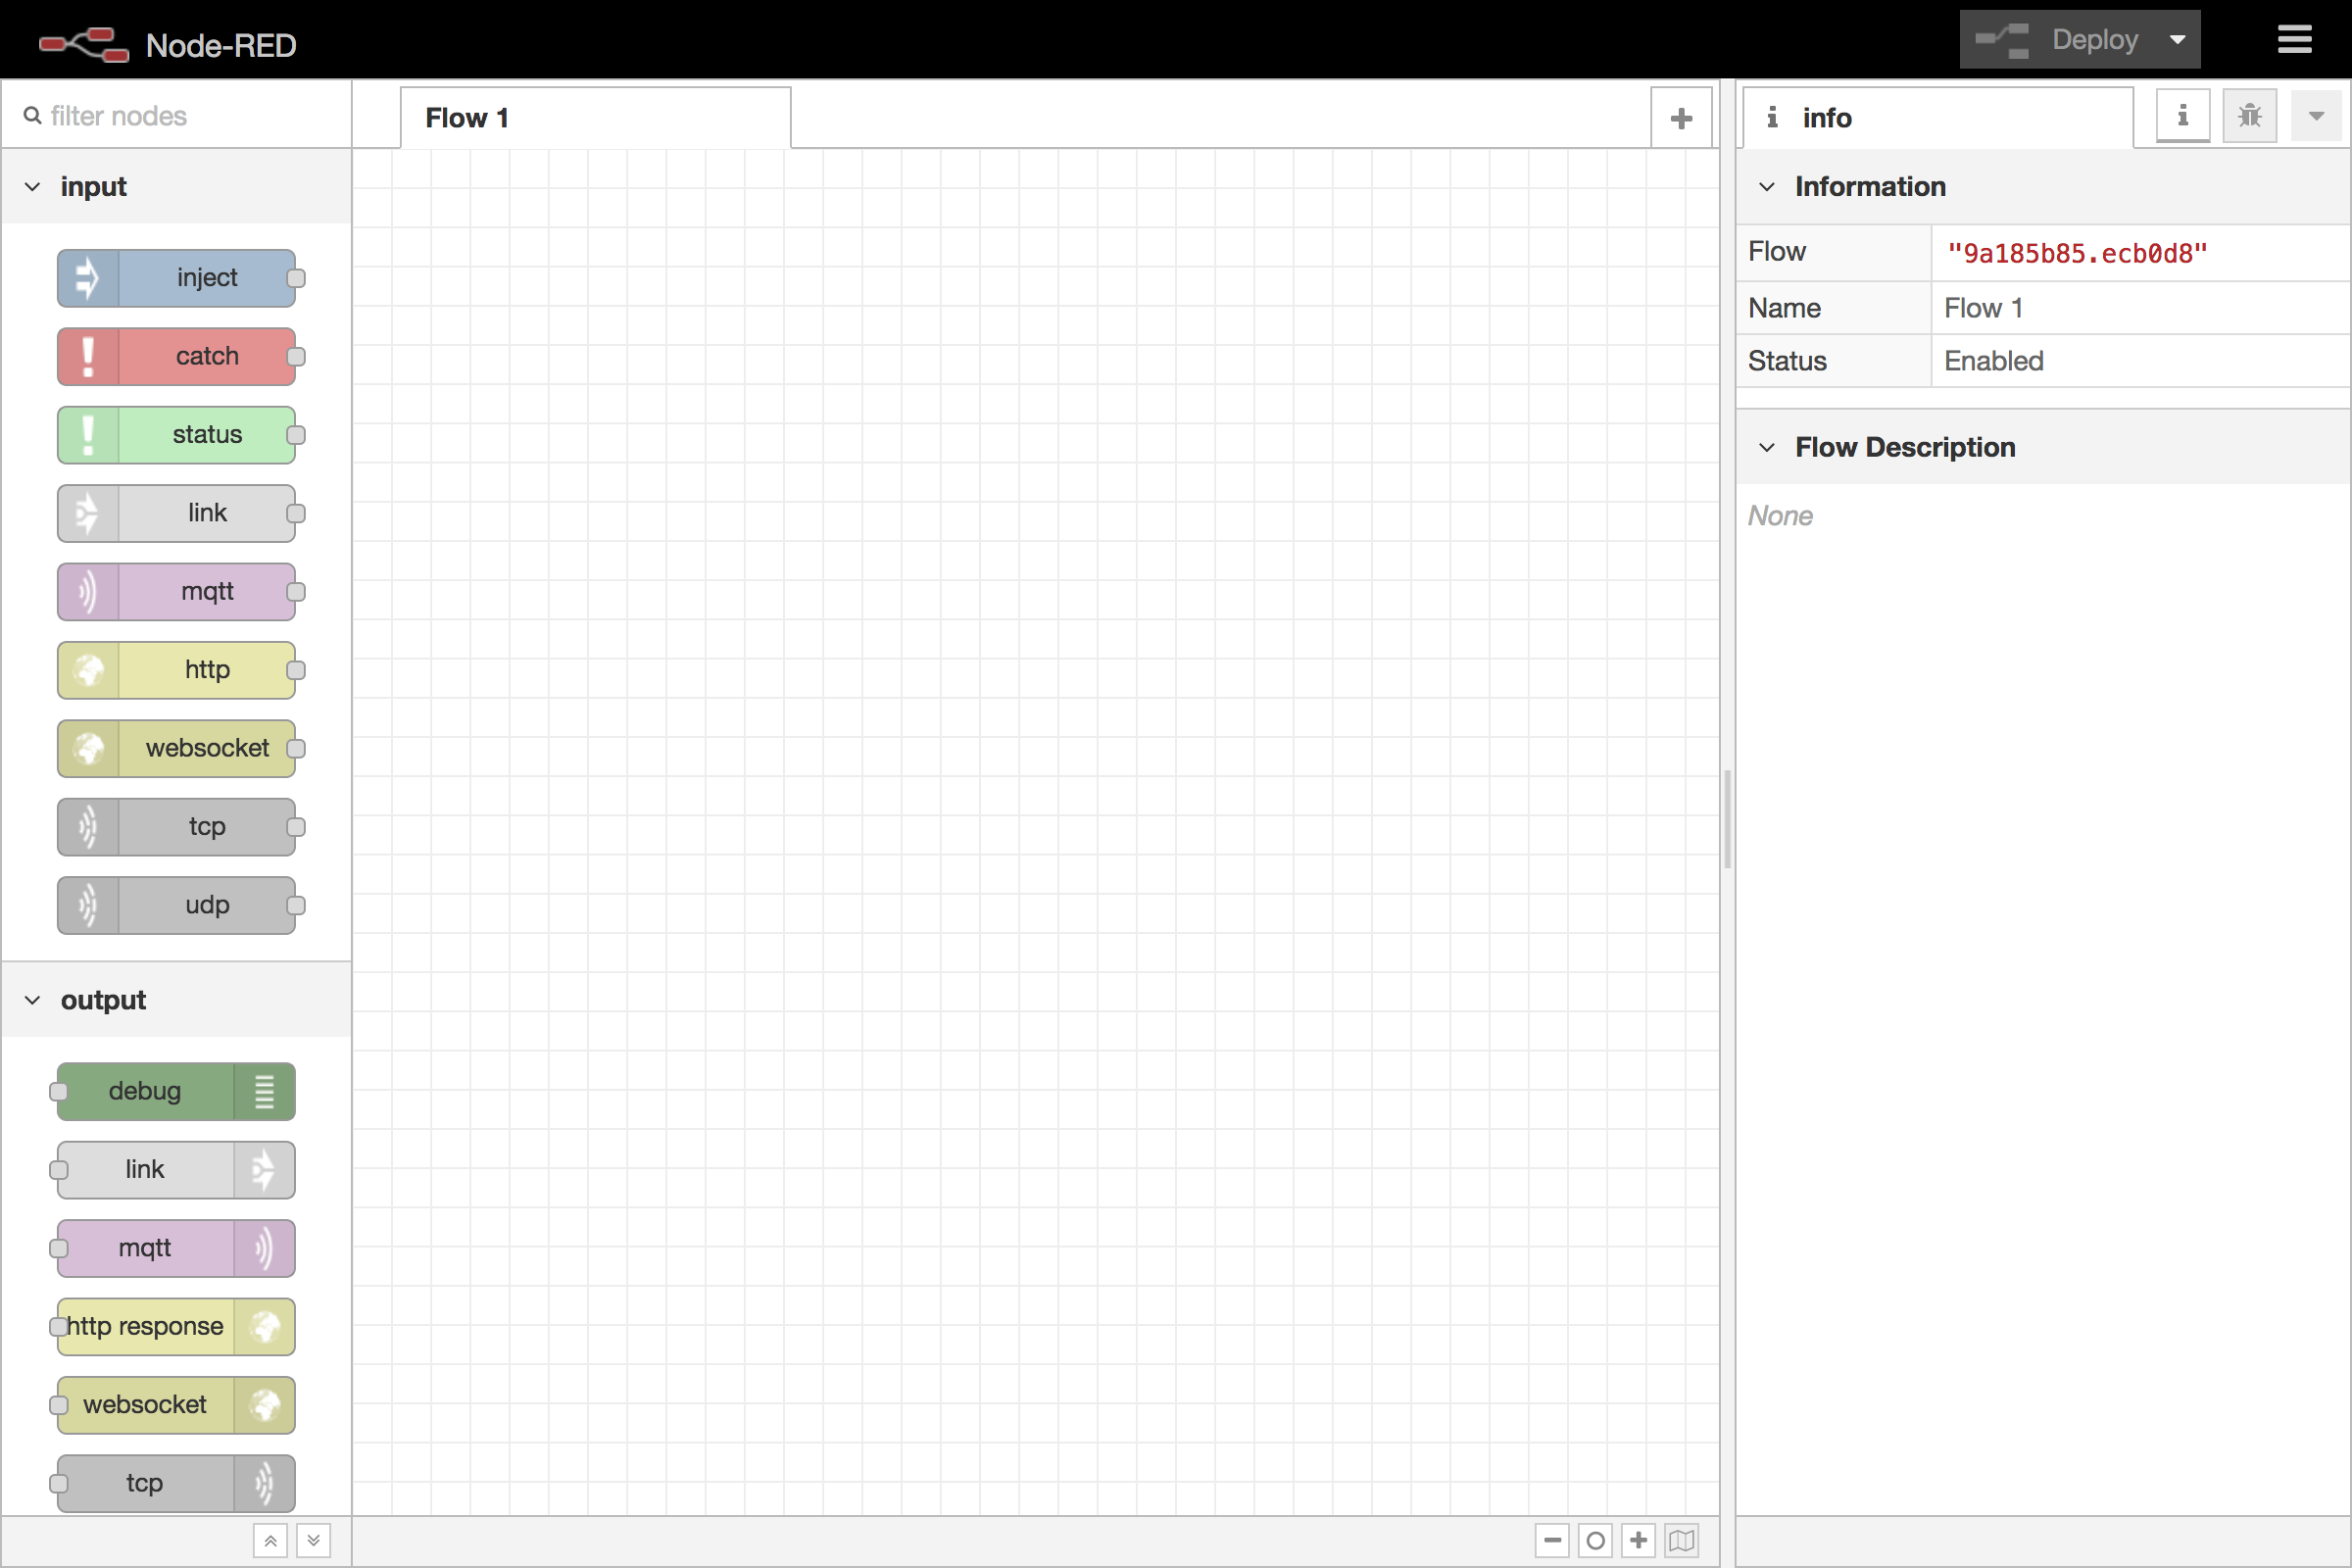 Node-RED
Deploy
filter nodes
Flow 1
info
input
inject
catch
status
link
mqtt
http
websocket
tcp
udp
output
debug
link
mqtt
http response
websocket
tcp
Information
Flow "9a185b85.ecb0d8"
Name Flow 1
Status Enabled
Flow Description
None